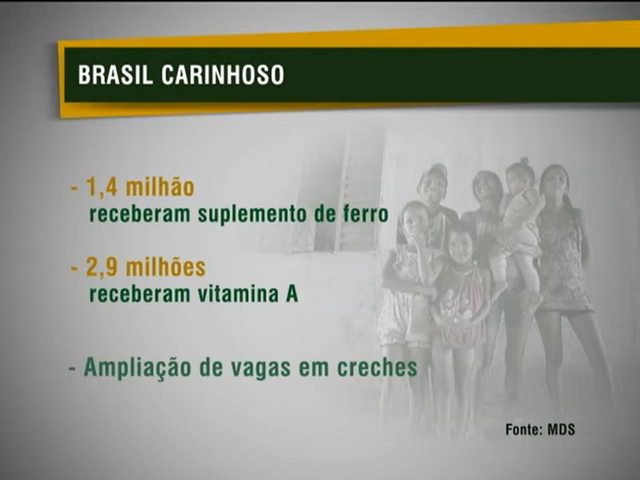 BRASIL CARINHOSO
- 1,4 milhão
receberam suplemento de ferro
- 2,9 milhões
receberam vitamina A
- Ampliação de vagas em creches
Fonte: MDS